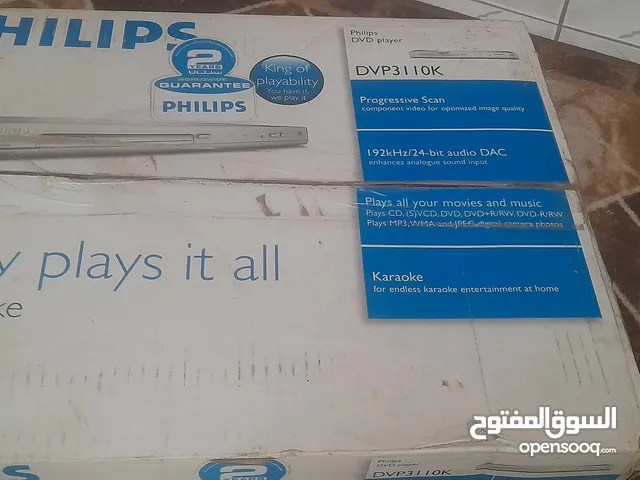 PHILIPS
2
YEARS
WORLDWIDE
GUARANTEE
PHILIPS
King of
playability
You have it,
we play it
Philips
DVD player
DVP3110K
Progressive Scan
component video for optimized image quality
192kHz/24-bit audio DAC
enhances analogue sound input
Plays all your movies and music
Plays CD, (S)VCD, DVD, DVD+R/RW, DVD-R/RW
Plays MP3, WMA and JPEG digital camera photos
Karaoke
for endless karaoke entertainment at home
y plays it all
ke
السوق المفتوح
opensooq.com
S
2
YEARS
Philips
DVD player
DVP3110K